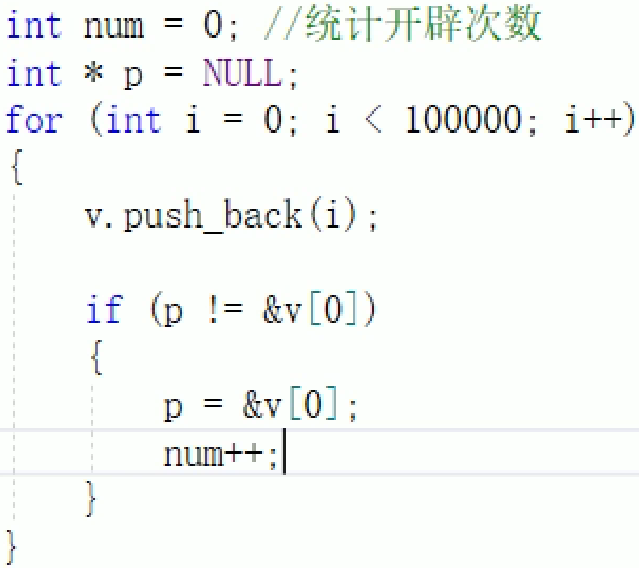 int num = 0; //统计开辟次数
int * p = NULL;
for (int i = 0; i < 100000; i++)
{
v.push_back(i);
if (p != &v[0])
{
p = &v[0];
num++;
}
}